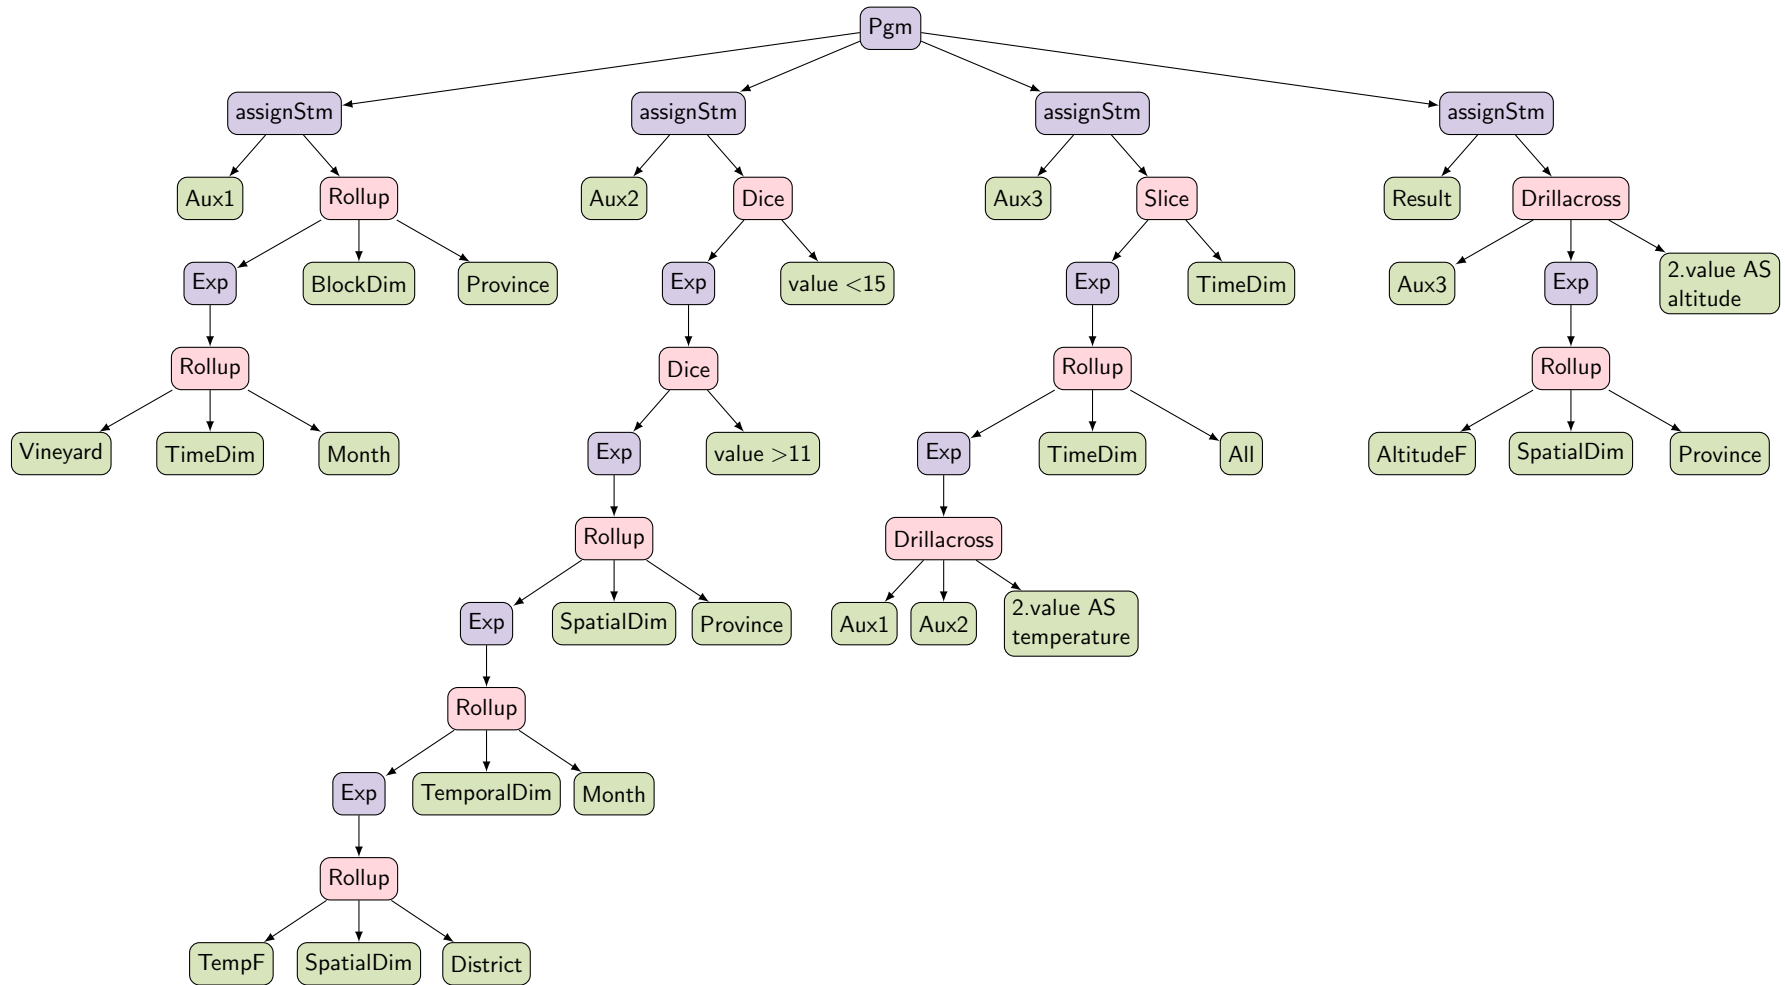 Pgm
assignStm
assignStm
assignStm
assignStm
Aux1
Rollup
Aux2
Dice
Aux3
Slice
Result
Drillacross
Exp
BlockDim
Province
Exp
value <15
Exp
TimeDim
Aux3
Exp
2.value AS
altitude
Rollup
Dice
Rollup
Rollup
Vineyard
TimeDim
Month
Exp
value >11
Exp
TimeDim
All
AltitudeF
SpatialDim
Province
Rollup
Drillacross
Exp
SpatialDim
Province
Aux1
Aux2
2.value AS
temperature
Rollup
Exp
TemporalDim
Month
Rollup
TempF
SpatialDim
District